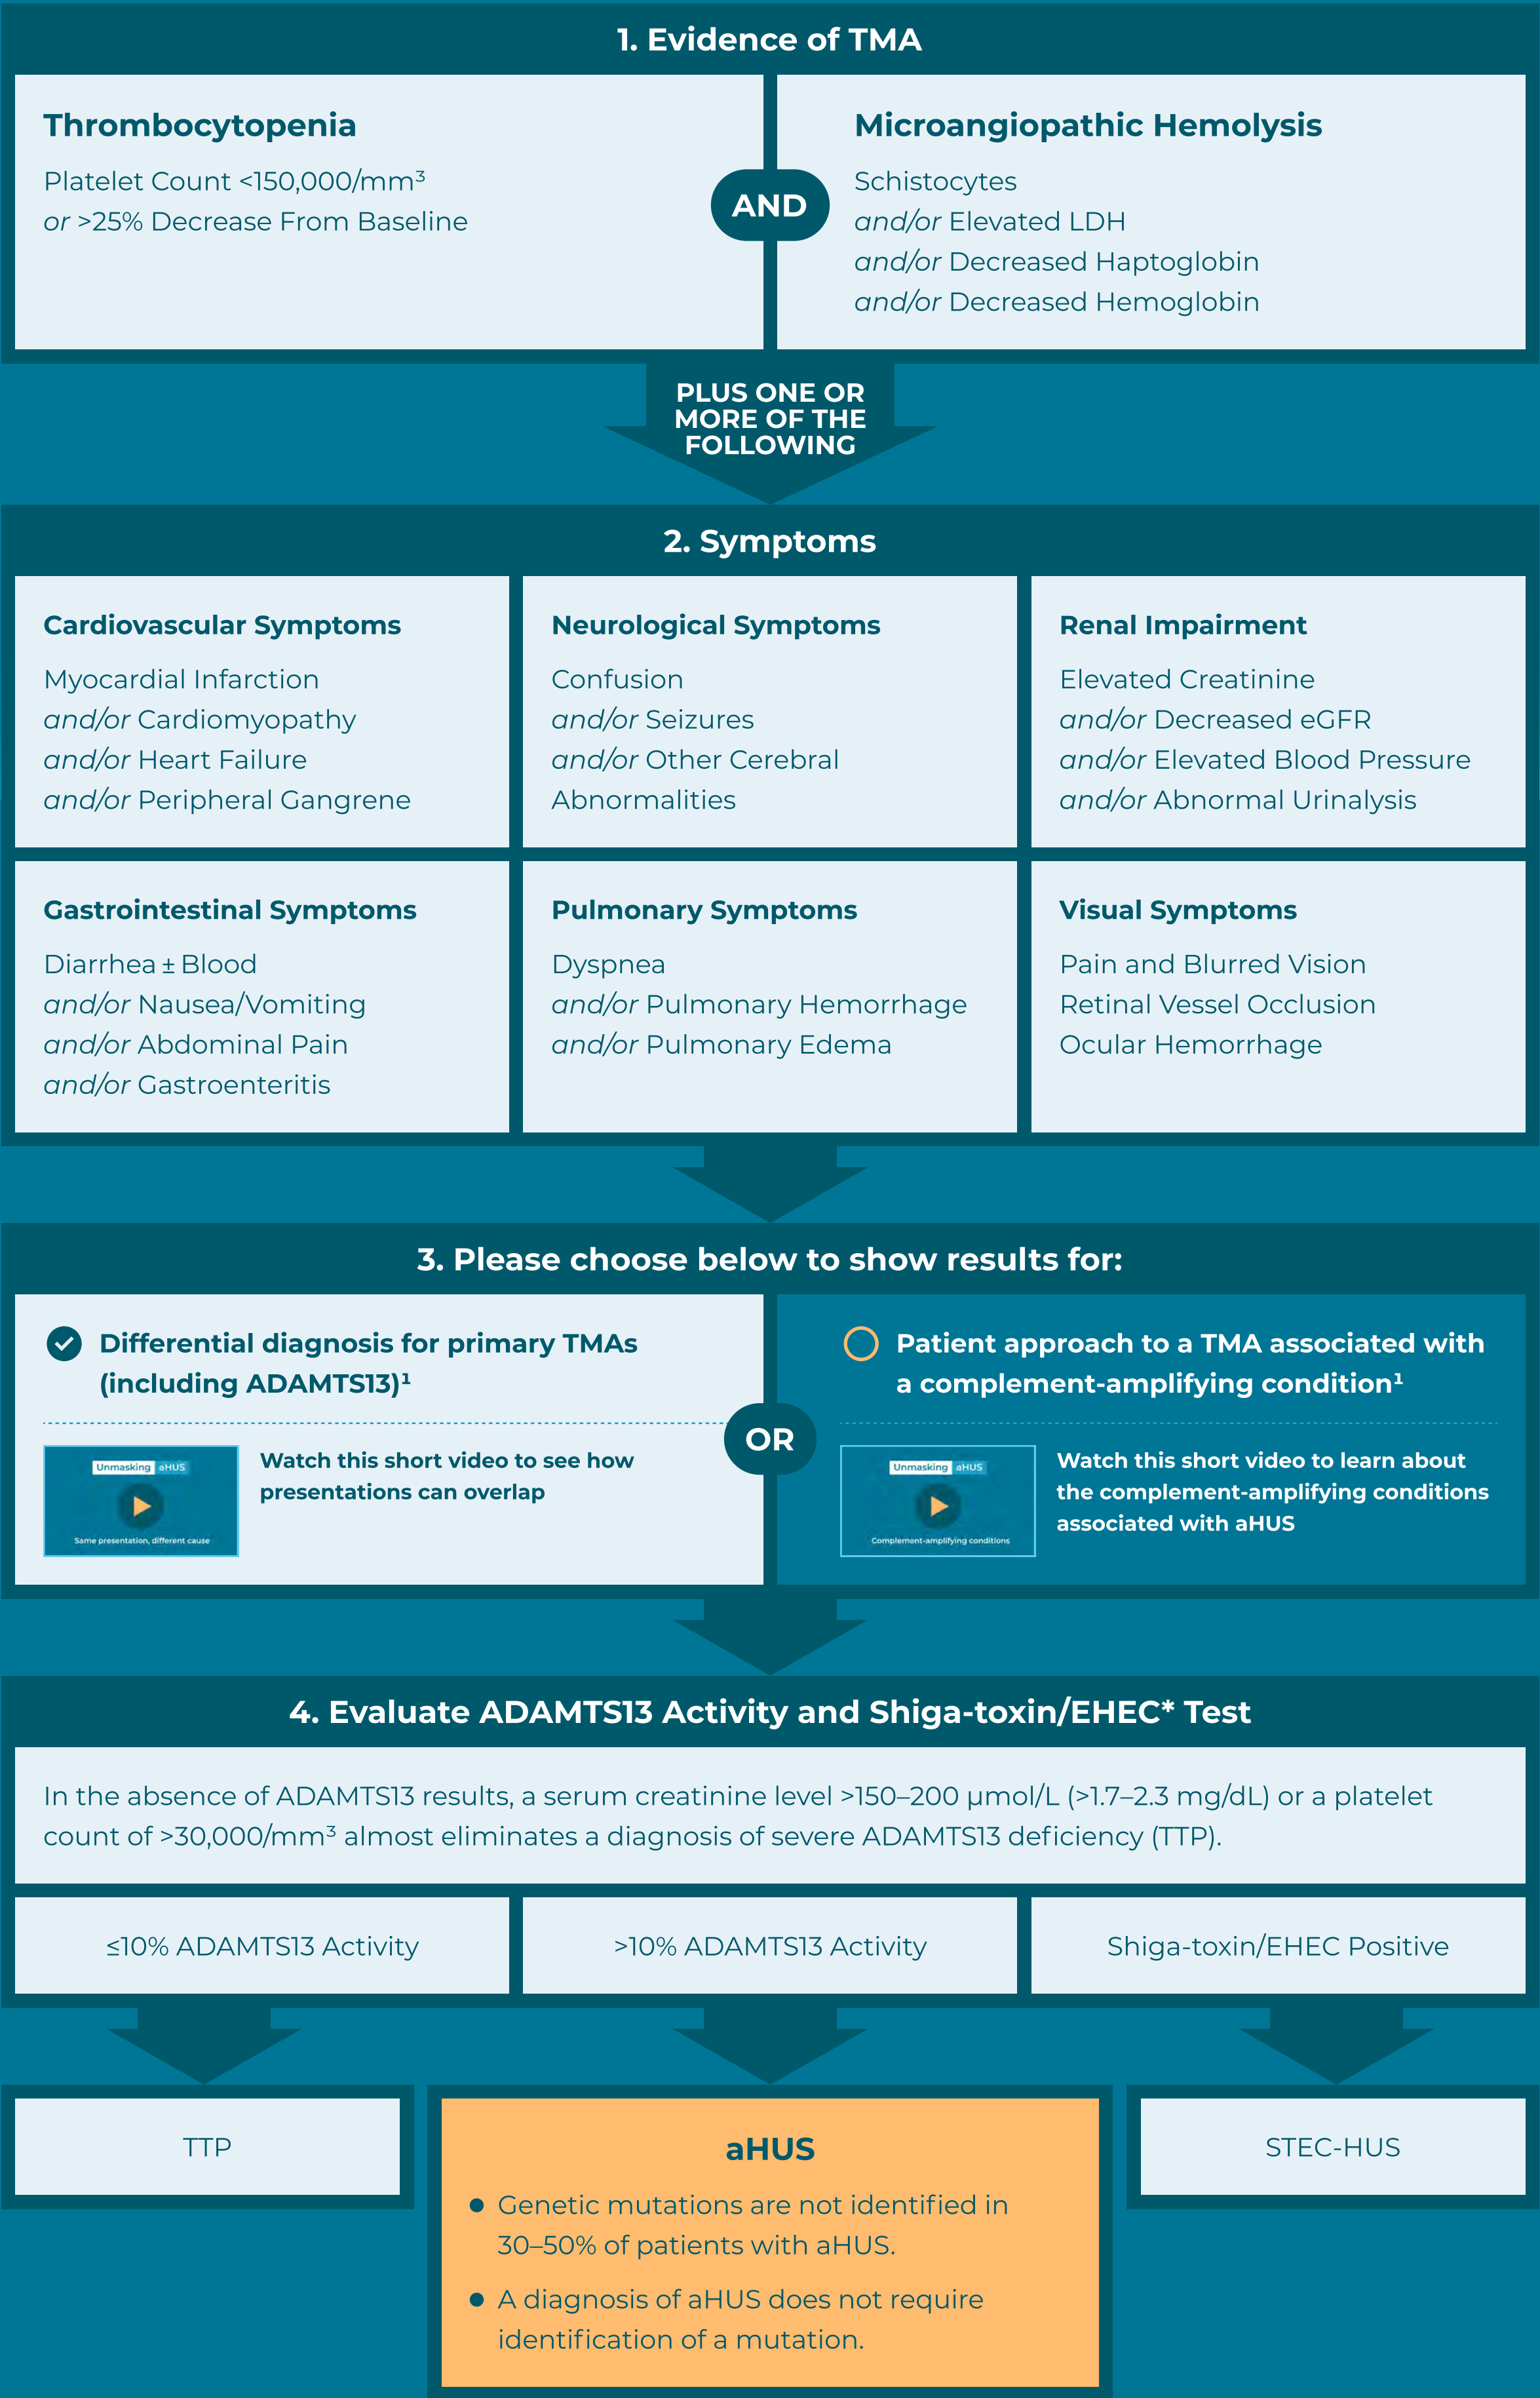 1. Evidence of TMA
Thrombocytopenia
Platelet Count <150,000/mm³
or >25% Decrease From Baseline
AND
Microangiopathic Hemolysis
Schistocytes
and/or Elevated LDH
and/or Decreased Haptoglobin
and/or Decreased Hemoglobin
PLUS ONE OR
MORE OF THE
FOLLOWING
2. Symptoms
Cardiovascular Symptoms
Myocardial Infarction
and/or Cardiomyopathy
and/or Heart Failure
and/or Peripheral Gangrene
Neurological Symptoms
Confusion
and/or Seizures
and/or Other Cerebral
Abnormalities
Renal Impairment
Elevated Creatinine
and/or Decreased eGFR
and/or Elevated Blood Pressure
and/or Abnormal Urinalysis
Gastrointestinal Symptoms
Diarrhea ± Blood
and/or Nausea/Vomiting
and/or Abdominal Pain
and/or Gastroenteritis
Pulmonary Symptoms
Dyspnea
and/or Pulmonary Hemorrhage
and/or Pulmonary Edema
Visual Symptoms
Pain and Blurred Vision
Retinal Vessel Occlusion
Ocular Hemorrhage
3. Please choose below to show results for:
Differential diagnosis for primary TMAs
(including ADAMTS13)¹
Unmasking aHUS
Same presentation, different cause
Watch this short video to see how
presentations can overlap
OR
Patient approach to a TMA associated with
a complement-amplifying condition¹
Unmasking aHUS
Complement-amplifying conditions
Watch this short video to learn about
the complement-amplifying conditions
associated with aHUS
4. Evaluate ADAMTS13 Activity and Shiga-toxin/EHEC* Test
In the absence of ADAMTS13 results, a serum creatinine level >150–200 µmol/L (>1.7–2.3 mg/dL) or a platelet
count of >30,000/mm³ almost eliminates a diagnosis of severe ADAMTS13 deficiency (TTP).
≤10% ADAMTS13 Activity
>10% ADAMTS13 Activity
Shiga-toxin/EHEC Positive
TTP
aHUS
● Genetic mutations are not identified in
30–50% of patients with aHUS.
● A diagnosis of aHUS does not require
identification of a mutation.
STEC-HUS